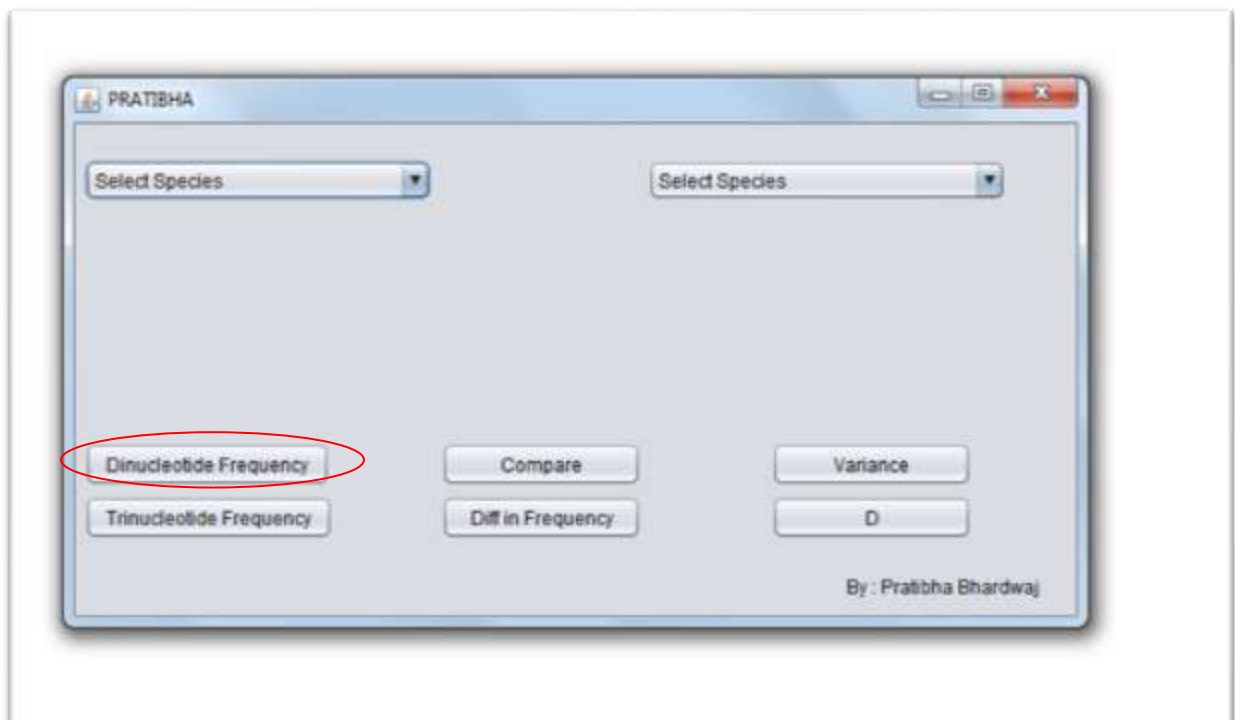 PRATIBHA
Select Species Select Species
Dinucleotide Frequency Compare Variance
Trinucleotide Frequency Diff in Frequency D
By : Pratibha Bhardwaj